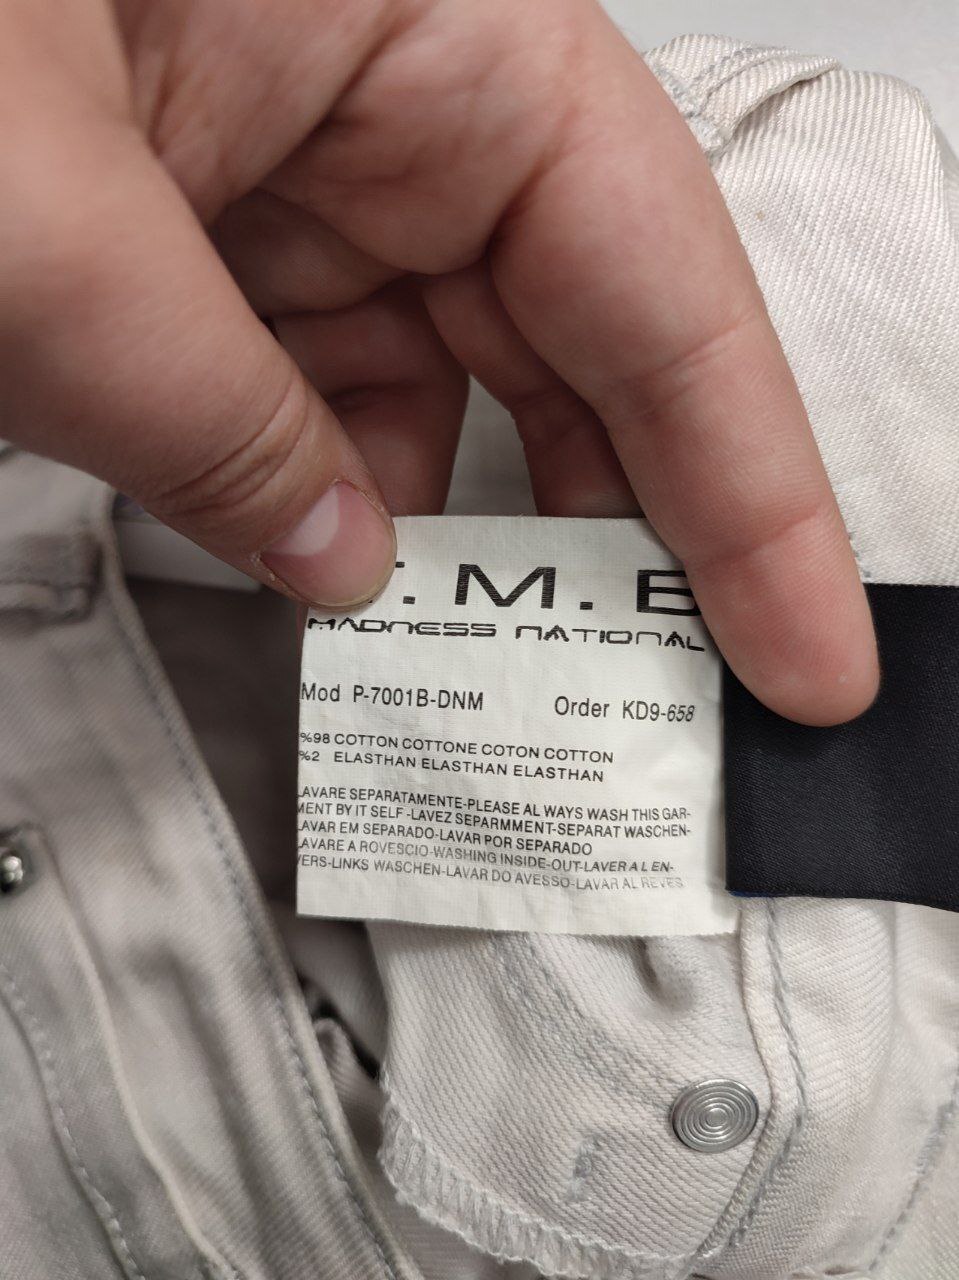 . M. B
MADNESS NATIONAL
Mod P-7001B-DNM Order KD9-658
%98 COTTON COTTONE COTON COTTON
%2 ELASTHAN ELASTHAN ELASTHAN
LAVARE SEPARATAMENTE-PLEASE AL WAYS WASH THIS GAR-
MENT BY IT SELF -LAVEZ SEPARMMENT-SEPARAT WASCHEN-
LAVAR EM SEPARADO-LAVAR POR SEPARADO
LAVARE A ROVESCIO-WASHING INSIDE-OUT-LAVER A L EN-
VERS-LINKS WASCHEN-LAVAR DO AVESSO-LAVAR AL REVES